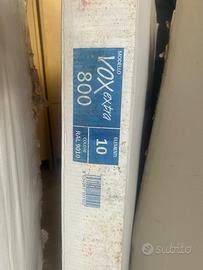 MODELLO
VOX extra
800
ELEMENTI
10
COLORE
RAL 9010
subito